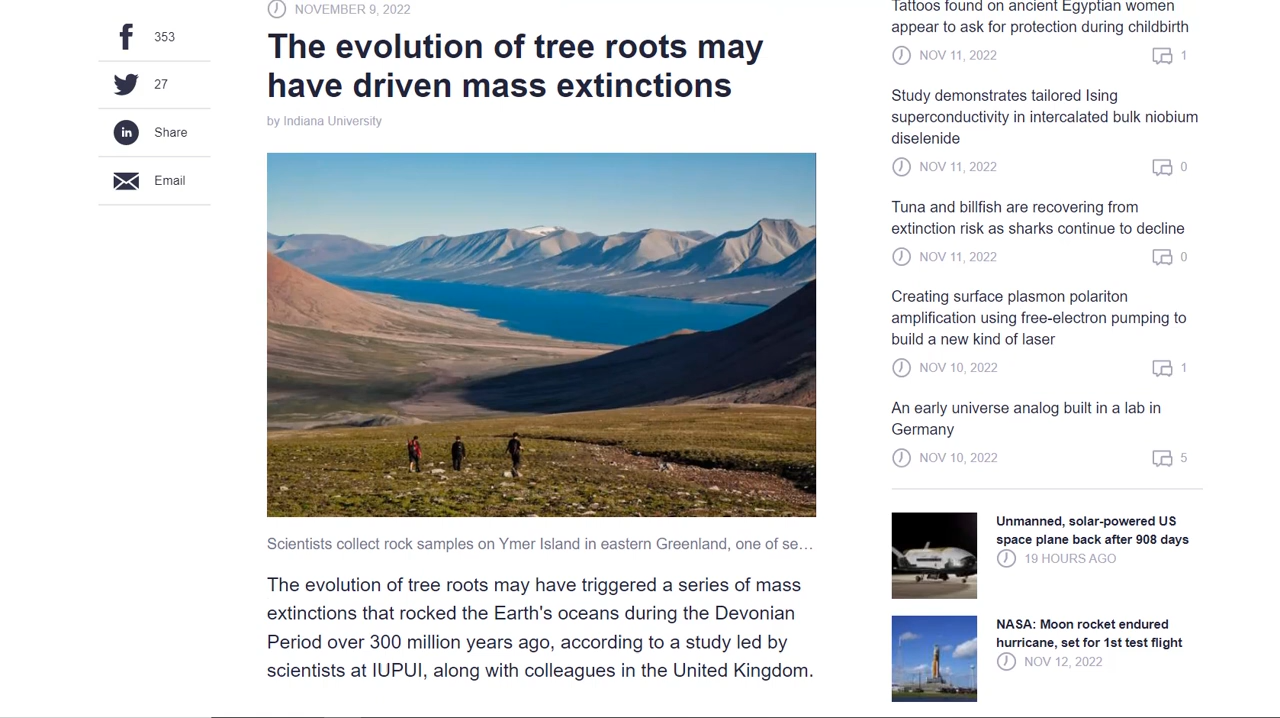 353
27
Share
Email
NOVEMBER 9, 2022
The evolution of tree roots may
have driven mass extinctions
by Indiana University
Scientists collect rock samples on Ymer Island in eastern Greenland, one of se…
The evolution of tree roots may have triggered a series of mass
extinctions that rocked the Earth's oceans during the Devonian
Period over 300 million years ago, according to a study led by
scientists at IUPUI, along with colleagues in the United Kingdom.
Tattoos found on ancient Egyptian women
appear to ask for protection during childbirth
NOV 11, 2022 1
Study demonstrates tailored Ising
superconductivity in intercalated bulk niobium
diselenide
NOV 11, 2022 0
Tuna and billfish are recovering from
extinction risk as sharks continue to decline
NOV 11, 2022 0
Creating surface plasmon polariton
amplification using free-electron pumping to
build a new kind of laser
NOV 10, 2022 1
An early universe analog built in a lab in
Germany
NOV 10, 2022 5
Unmanned, solar-powered US
space plane back after 908 days
19 HOURS AGO
NASA: Moon rocket endured
hurricane, set for 1st test flight
NOV 12, 2022